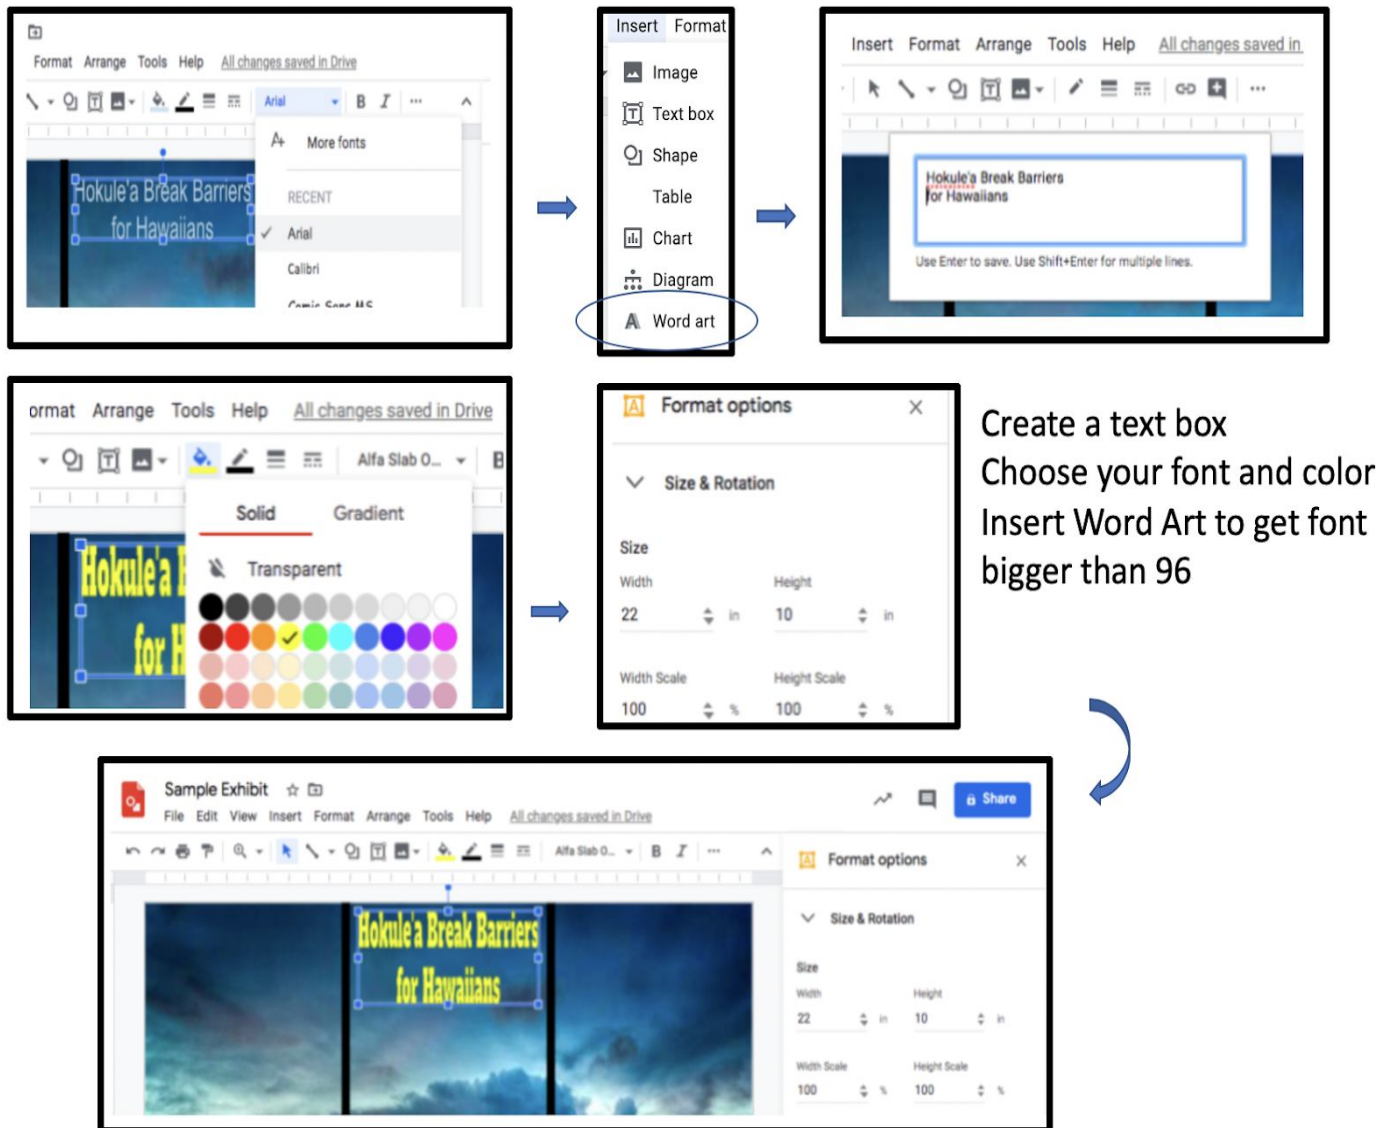 Format Arrange Tools Help All changes saved in Drive
Arial B I ...
A+ More fonts
RECENT
✓ Arial
Calibri
Comic Sans MS
Hokule'a Break Barriers
for Hawaiians
Insert Format
Image
Text box
Shape
Table
Chart
Diagram
A Word art
Insert Format Arrange Tools Help All changes saved in
Hokule'a Break Barriers
for Hawaiians
Use Enter to save. Use Shift+Enter for multiple lines.
ormat Arrange Tools Help All changes saved in Drive
Alfa Slab O... B
Solid Gradient
Transparent
Hokule'a B
for H
Format options
Size & Rotation
Size
Width Height
22 in 10 in
Width Scale Height Scale
100 % 100 %
Create a text box
Choose your font and color
Insert Word Art to get font
bigger than 96
Sample Exhibit
File Edit View Insert Format Arrange Tools Help All changes saved in Drive
Share
Alfa Slab O... B I ...
Hokule'a Break Barriers
for Hawaiians
Format options
Size & Rotation
Size
Width Height
22 in 10 in
Width Scale Height Scale
100 % 100 %